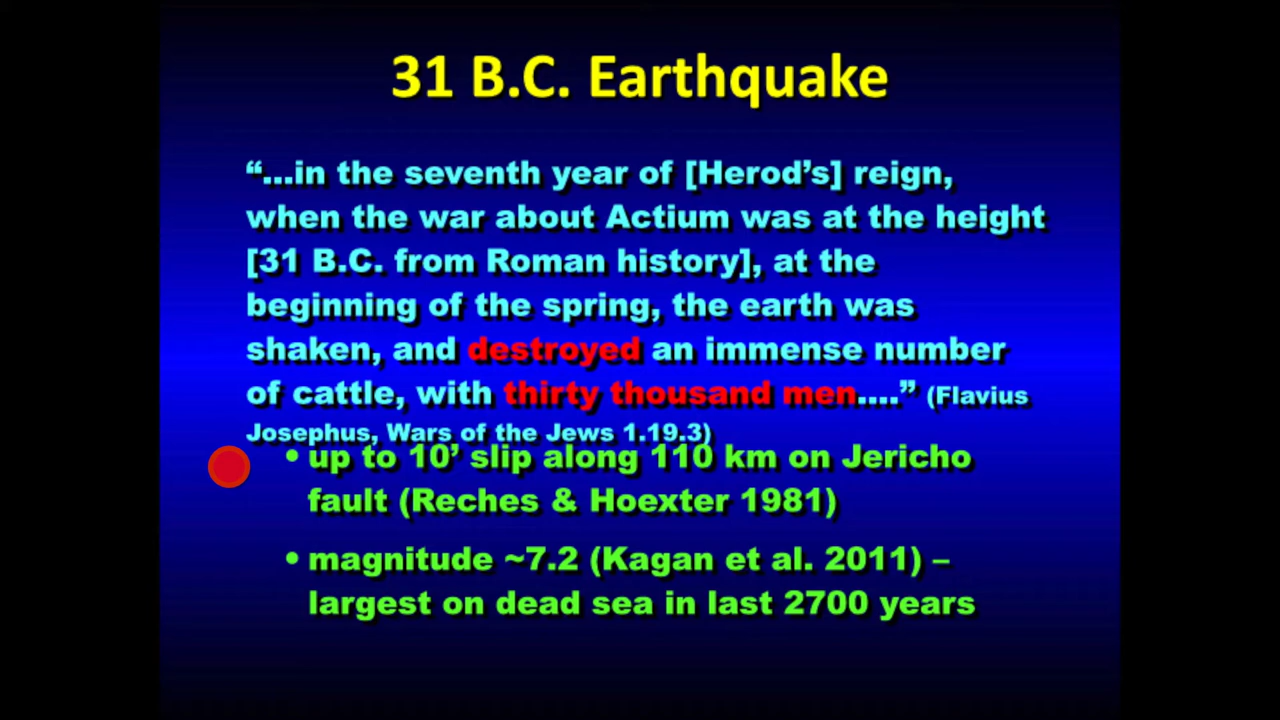 31 B.C. Earthquake
“...in the seventh year of [Herod’s] reign,
when the war about Actium was at the height
[31 B.C. from Roman history], at the
beginning of the spring, the earth was
shaken, and destroyed an immense number
of cattle, with thirty thousand men....” (Flavius
Josephus, Wars of the Jews 1.19.3)
• up to 10’ slip along 110 km on Jericho
fault (Reches & Hoexter 1981)
• magnitude ~7.2 (Kagan et al. 2011) –
largest on dead sea in last 2700 years